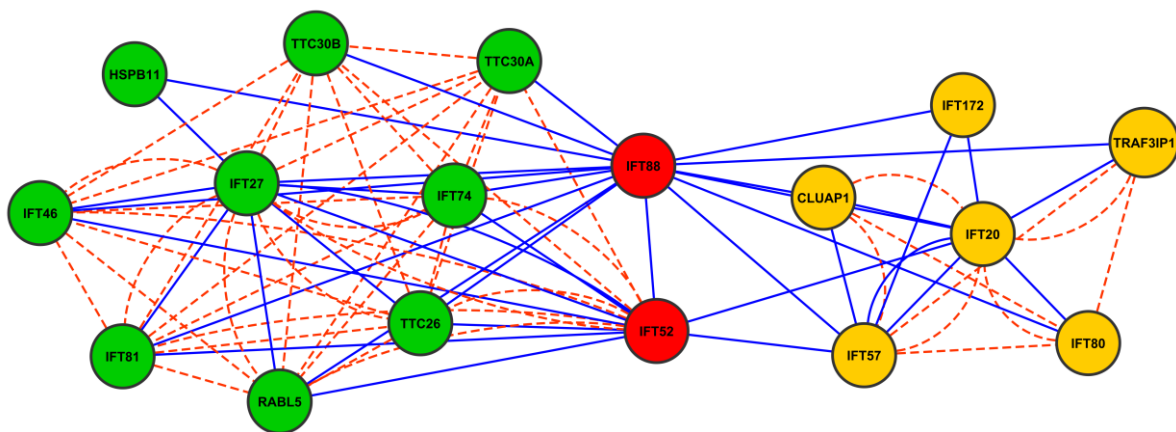 TTC30B
TTC30A
HSPB11
IFT172
TRAF3IP1
IFT88
IFT27
IFT74
CLUAP1
IFT46
IFT20
TTC26
IFT52
IFT57
IFT80
IFT81
RABL5